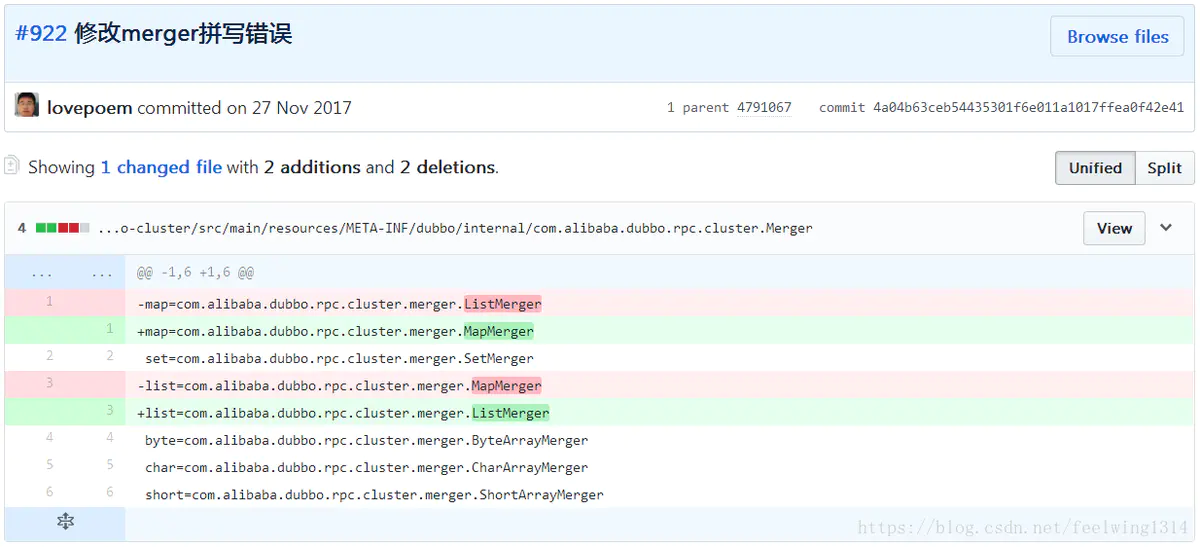 #922 修改merger拼写错误
Browse files
lovepoem committed on 27 Nov 2017
1 parent 4791067 commit 4a04b63ceb54435301f6e011a1017ffea0f42e41
Showing 1 changed file with 2 additions and 2 deletions.
Unified Split
4 ...o-cluster/src/main/resources/META-INF/dubbo/internal/com.alibaba.dubbo.rpc.cluster.Merger
View
... ... @@ -1,6 +1,6 @@
1 -map=com.alibaba.dubbo.rpc.cluster.merger.ListMerger
1 +map=com.alibaba.dubbo.rpc.cluster.merger.MapMerger
2 2 set=com.alibaba.dubbo.rpc.cluster.merger.SetMerger
3 -list=com.alibaba.dubbo.rpc.cluster.merger.MapMerger
3 +list=com.alibaba.dubbo.rpc.cluster.merger.ListMerger
4 4 byte=com.alibaba.dubbo.rpc.cluster.merger.ByteArrayMerger
5 5 char=com.alibaba.dubbo.rpc.cluster.merger.CharArrayMerger
6 6 short=com.alibaba.dubbo.rpc.cluster.merger.ShortArrayMerger
https://blog.csdn.net/feelwing1314